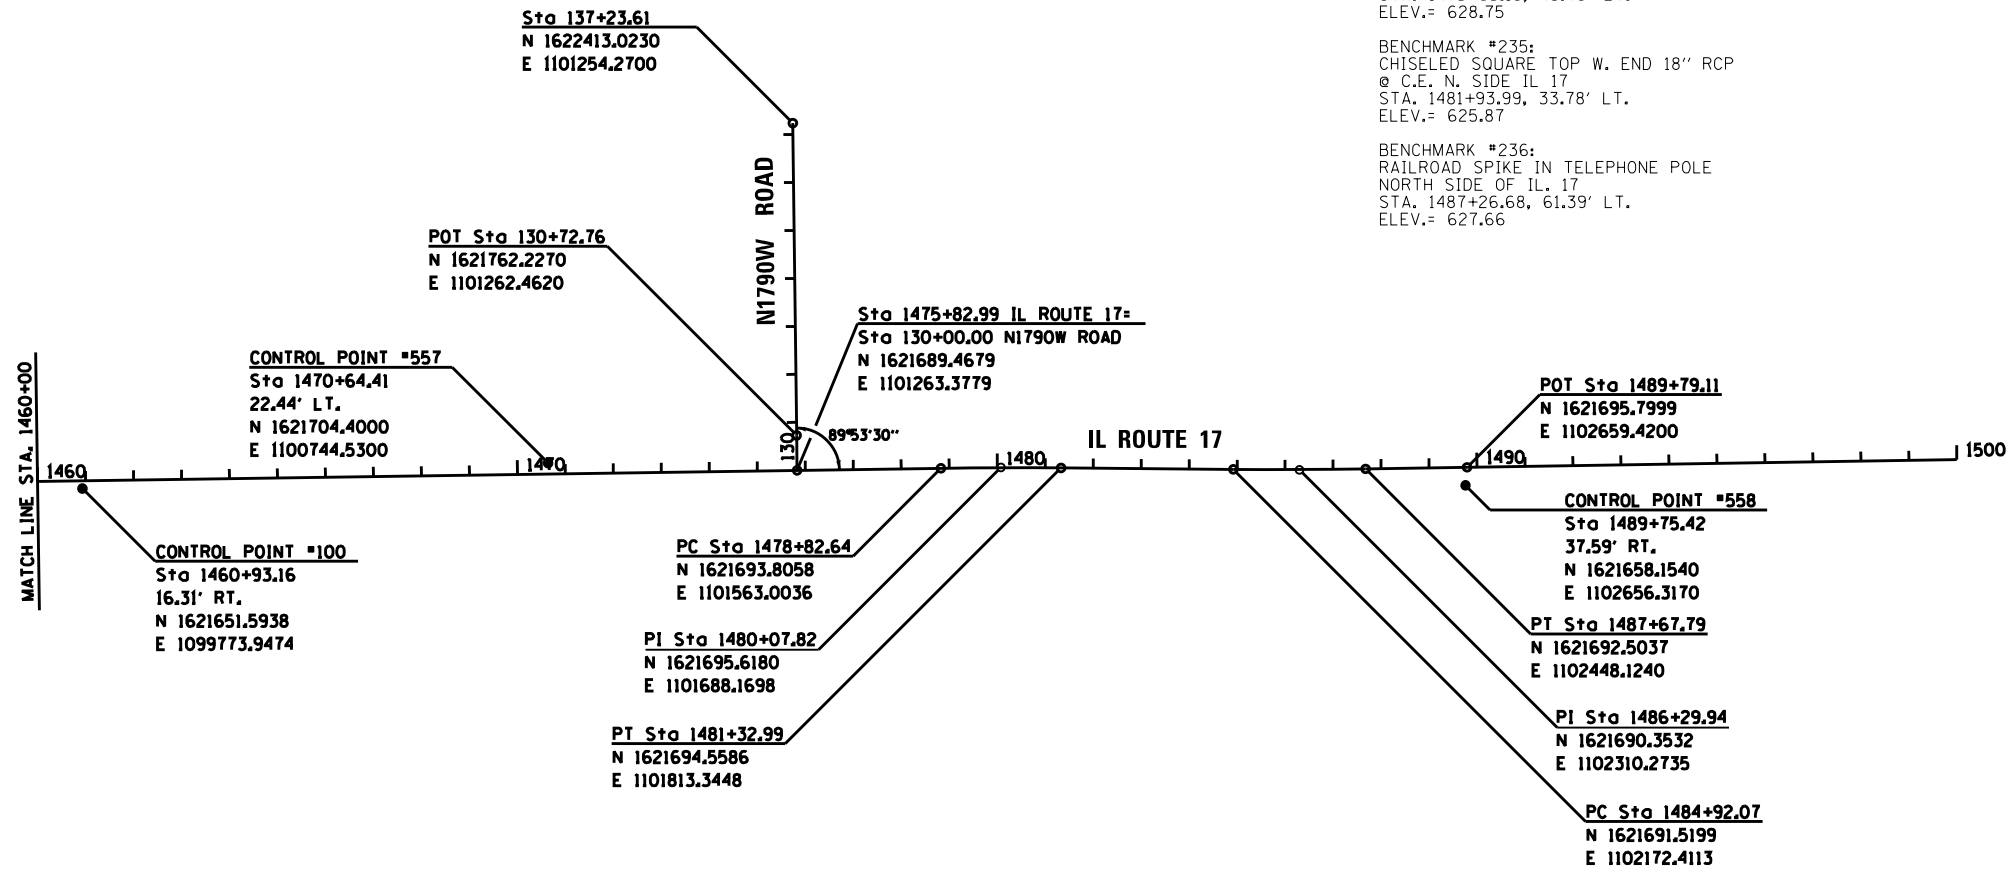 Sta 137+23.61
N 1622413.0230
E 1101254.2700
ELEV.= 628.75
BENCHMARK #235:
CHISELED SQUARE TOP W. END 18" RCP
@ C.E. N. SIDE IL 17
STA. 1481+93.99, 33.78' LT.
ELEV.= 625.87
BENCHMARK #236:
RAILROAD SPIKE IN TELEPHONE POLE
NORTH SIDE OF IL. 17
STA. 1487+26.68, 61.39' LT.
ELEV.= 627.66
N1790W ROAD
POT Sta 130+72.76
N 1621762.2270
E 1101262.4620
Sta 1475+82.99 IL ROUTE 17=
Sta 130+00.00 N1790W ROAD
N 1621689.4679
E 1101263.3779
CONTROL POINT #557
Sta 1470+64.41
22.44' LT.
N 1621704.4000
E 1100744.5300
MATCH LINE STA. 1460+00
POT Sta 1489+79.11
N 1621695.7999
E 1102659.4200
130
89°53'30"
IL ROUTE 17
1460
1470
1480
1490
1500
CONTROL POINT #100
Sta 1460+93.16
16.31' RT.
N 1621651.5938
E 1099773.9474
PC Sta 1478+82.64
N 1621693.8058
E 1101563.0036
PI Sta 1480+07.82
N 1621695.6180
E 1101688.1698
PT Sta 1481+32.99
N 1621694.5586
E 1101813.3448
CONTROL POINT #558
Sta 1489+75.42
37.59' RT.
N 1621658.1540
E 1102656.3170
PT Sta 1487+67.79
N 1621692.5037
E 1102448.1240
PI Sta 1486+29.94
N 1621690.3532
E 1102310.2735
PC Sta 1484+92.07
N 1621691.5199
E 1102172.4113